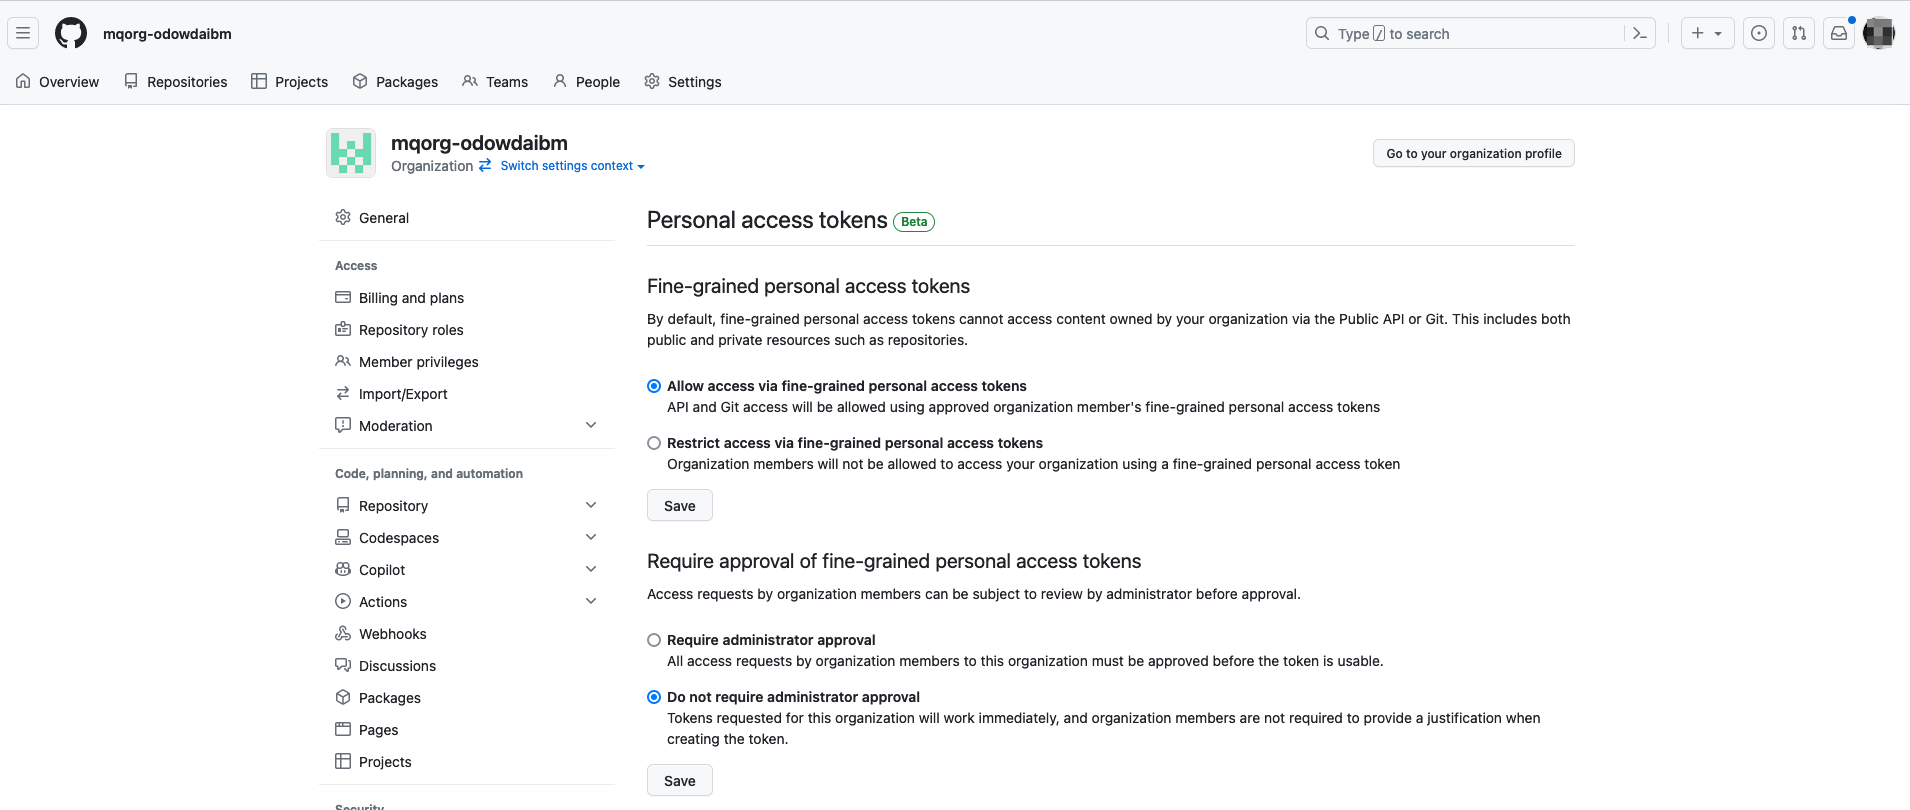 mqorg-odowdaibm
Type / to search
Overview
Repositories
Projects
Packages
Teams
People
Settings
mqorg-odowdaibm
Organization Switch settings context
Go to your organization profile
General
Access
Billing and plans
Repository roles
Member privileges
Import/Export
Moderation
Code, planning, and automation
Repository
Codespaces
Copilot
Actions
Webhooks
Discussions
Packages
Pages
Projects
Security
Personal access tokens Beta
Fine-grained personal access tokens
By default, fine-grained personal access tokens cannot access content owned by your organization via the Public API or Git. This includes both
public and private resources such as repositories.
Allow access via fine-grained personal access tokens
API and Git access will be allowed using approved organization member's fine-grained personal access tokens
Restrict access via fine-grained personal access tokens
Organization members will not be allowed to access your organization using a fine-grained personal access token
Save
Require approval of fine-grained personal access tokens
Access requests by organization members can be subject to review by administrator before approval.
Require administrator approval
All access requests by organization members to this organization must be approved before the token is usable.
Do not require administrator approval
Tokens requested for this organization will work immediately, and organization members are not required to provide a justification when
creating the token.
Save